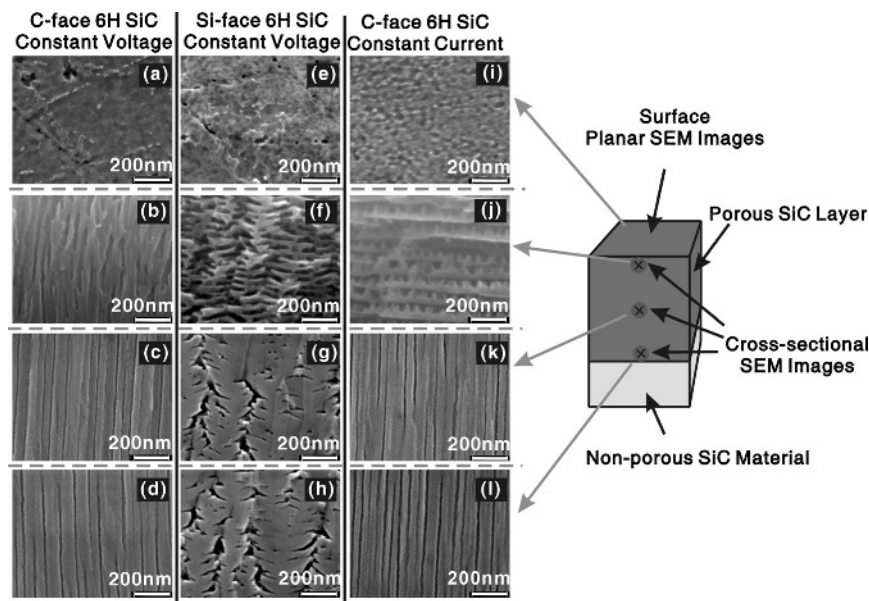 C-face 6H SiC
Constant Voltage
Si-face 6H SiC
Constant Voltage
C-face 6H SiC
Constant Current
(a)
200nm
(e)
200nm
(i)
200nm
(b)
200nm
(f)
200nm
(j)
200nm
(c)
200nm
(g)
200nm
(k)
200nm
(d)
200nm
(h)
200nm
(l)
200nm
Surface
Planar SEM Images
Porous SiC Layer
Cross-sectional
SEM Images
Non-porous SiC Material